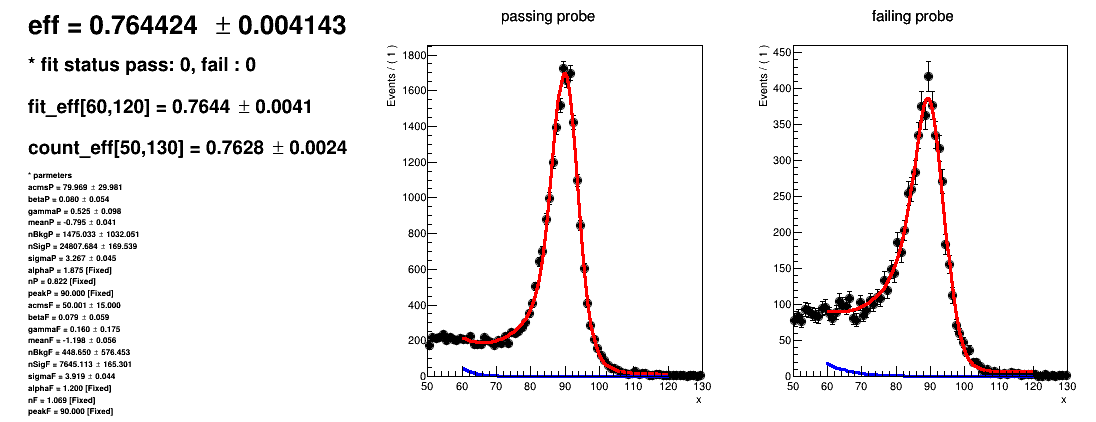 eff = 0.764424 ± 0.004143
* fit status pass: 0, fail : 0
fit_eff[60,120] = 0.7644 ± 0.0041
count_eff[50,130] = 0.7628 ± 0.0024
* parmeters
acmsP = 79.969 ± 29.981
betaP = 0.080 ± 0.054
gammaP = 0.525 ± 0.098
meanP = -0.795 ± 0.041
nBkgP = 1475.033 ± 1032.051
nSigP = 24807.684 ± 169.539
sigmaP = 3.267 ± 0.045
alphaP = 1.875 [Fixed]
nP = 0.822 [Fixed]
peakP = 90.000 [Fixed]
acmsF = 50.001 ± 15.000
betaF = 0.079 ± 0.059
gammaF = 0.160 ± 0.175
meanF = -1.198 ± 0.056
nBkgF = 448.650 ± 576.453
nSigF = 7645.113 ± 165.301
sigmaF = 3.919 ± 0.044
alphaF = 1.200 [Fixed]
nF = 1.069 [Fixed]
peakF = 90.000 [Fixed]
passing probe
Events / ( 1 )
1800
1600
1400
1200
1000
800
600
400
200
0
50 60 70 80 90 100 110 120 130
x
failing probe
Events / ( 1 )
450
400
350
300
250
200
150
100
50
0
50 60 70 80 90 100 110 120 130
x